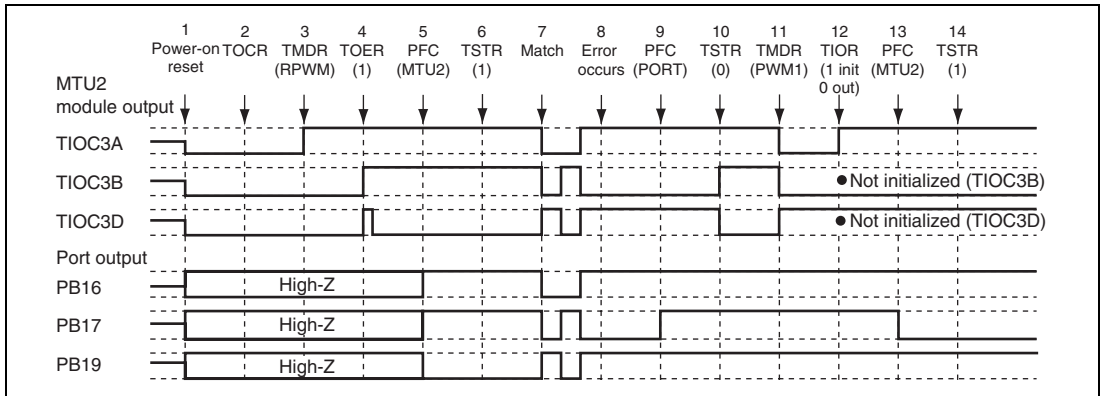 1 2 3 4 5 6 7 8 9 10 11 12 13 14
Power-on TOCR TMDR TOER PFC TSTR Match Error PFC TSTR TMDR TIOR PFC TSTR
reset (RPWM) (1) (MTU2) (1) occurs (PORT) (0) (PWM1) (1 init (MTU2) (1)
0 out)
MTU2
module output
TIOC3A
TIOC3B
● Not initialized (TIOC3B)
TIOC3D
● Not initialized (TIOC3D)
Port output
PB16
High-Z
PB17
High-Z
PB19
High-Z